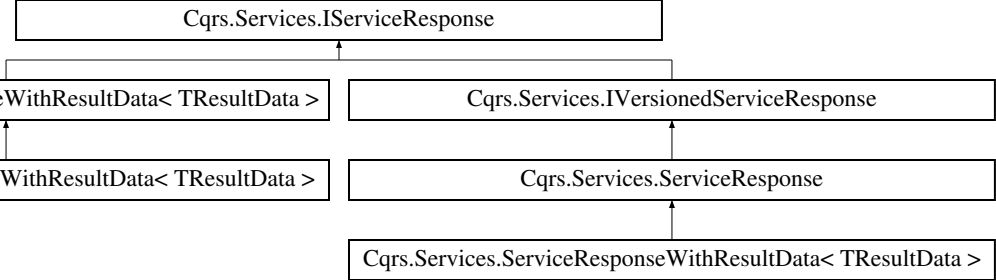 Cqrs.Services.IServiceResponse
eWithResultData< TResultData >
Cqrs.Services.IVersionedServiceResponse
WithResultData< TResultData >
Cqrs.Services.ServiceResponse
Cqrs.Services.ServiceResponseWithResultData< TResultData >